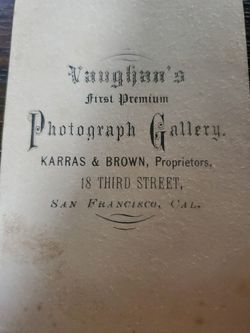 Vaughan's
First Premium
Photograph Gallery.
KARRAS & BROWN, Proprietors,
18 THIRD STREET,
SAN FRANCISCO, CAL.